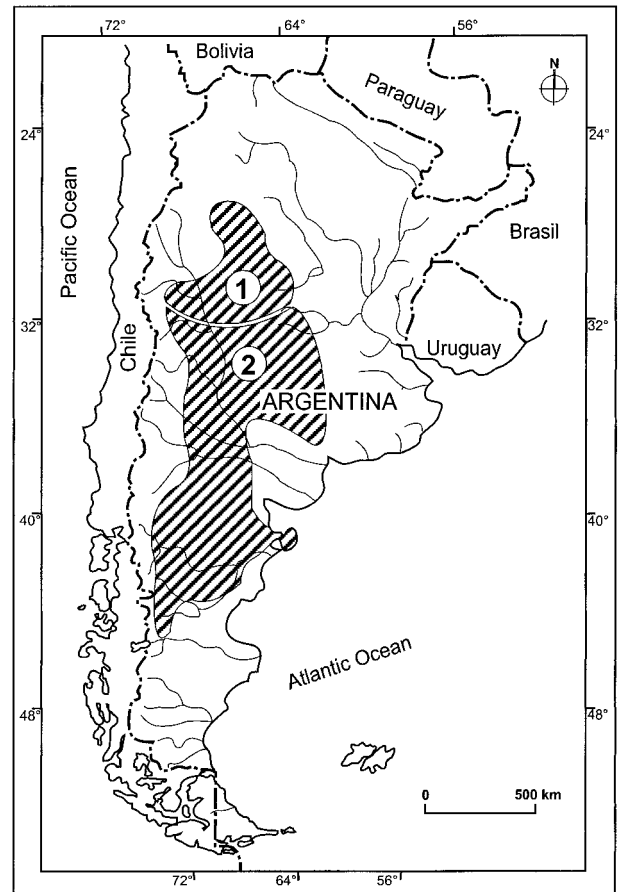 72° 64° 56°
Bolivia
N
Paraguay
24° 24°
Pacific Ocean
Brasil
1
32° 32°
Chile
Uruguay
2
ARGENTINA
40° 40°
Atlantic Ocean
48° 48°
0 500 km
72° 64° 56°